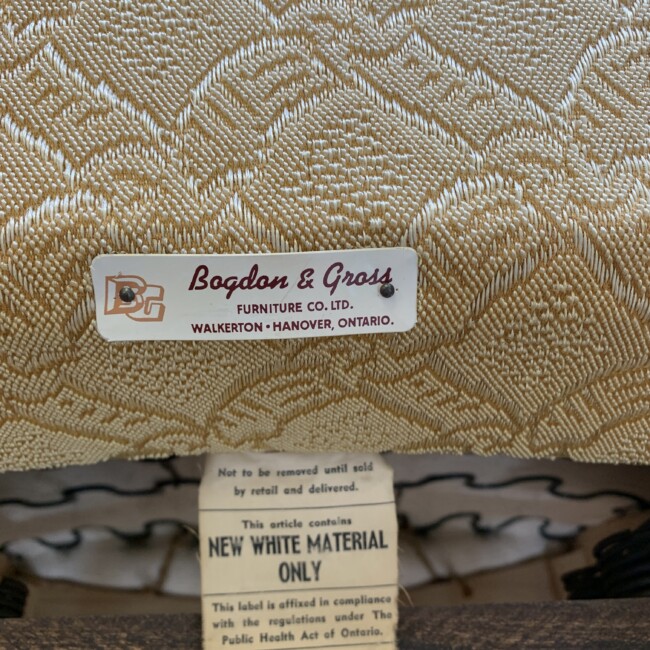 BG
Bogdon & Gross
FURNITURE CO. LTD.
WALKERTON • HANOVER, ONTARIO.
Not to be removed until sold
by retail and delivered.
This article contains
NEW WHITE MATERIAL
ONLY
This label is affixed in compliance
with the regulations under The
Public Health Act of Ontario.